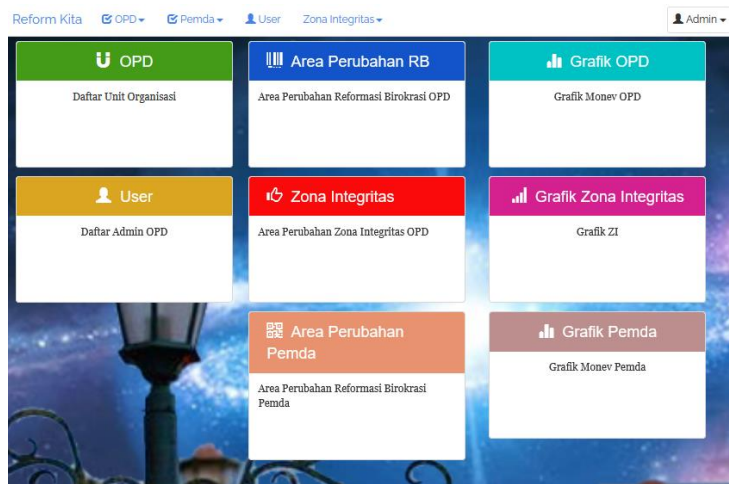 Reform Kita OPD Pemda User Zona Integritas Admin
OPD
Daftar Unit Organisasi
Area Perubahan RB
Area Perubahan Reformasi Birokrasi OPD
Grafik OPD
Grafik Monev OPD
User
Daftar Admin OPD
Zona Integritas
Area Perubahan Zona Integritas OPD
Grafik Zona Integritas
Grafik ZI
Area Perubahan
Pemda
Area Perubahan Reformasi Birokrasi
Pemda
Grafik Pemda
Grafik Monev Pemda